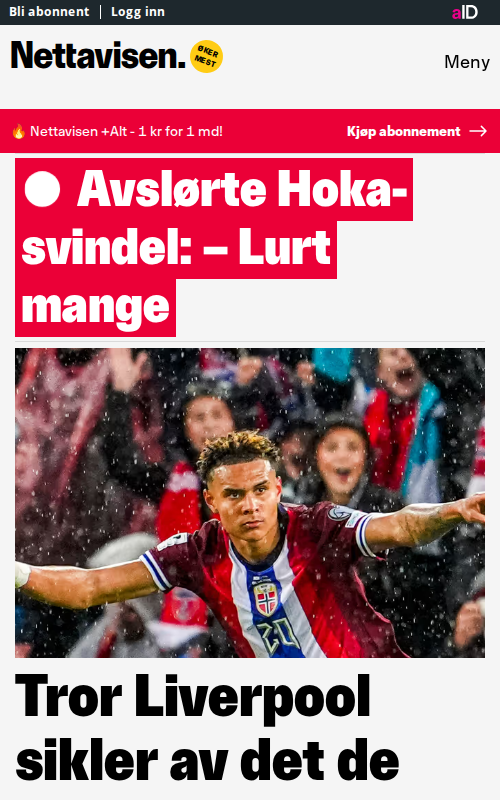 Bli abonnent | Logg inn
aID
Nettavisen.
ØKER
MEST
Meny
🔥 Nettavisen +Alt - 1 kr for 1 md!
Kjøp abonnement →
Avslørte Hoka-
svindel: – Lurt
mange
20
Tror Liverpool
sikler av det de